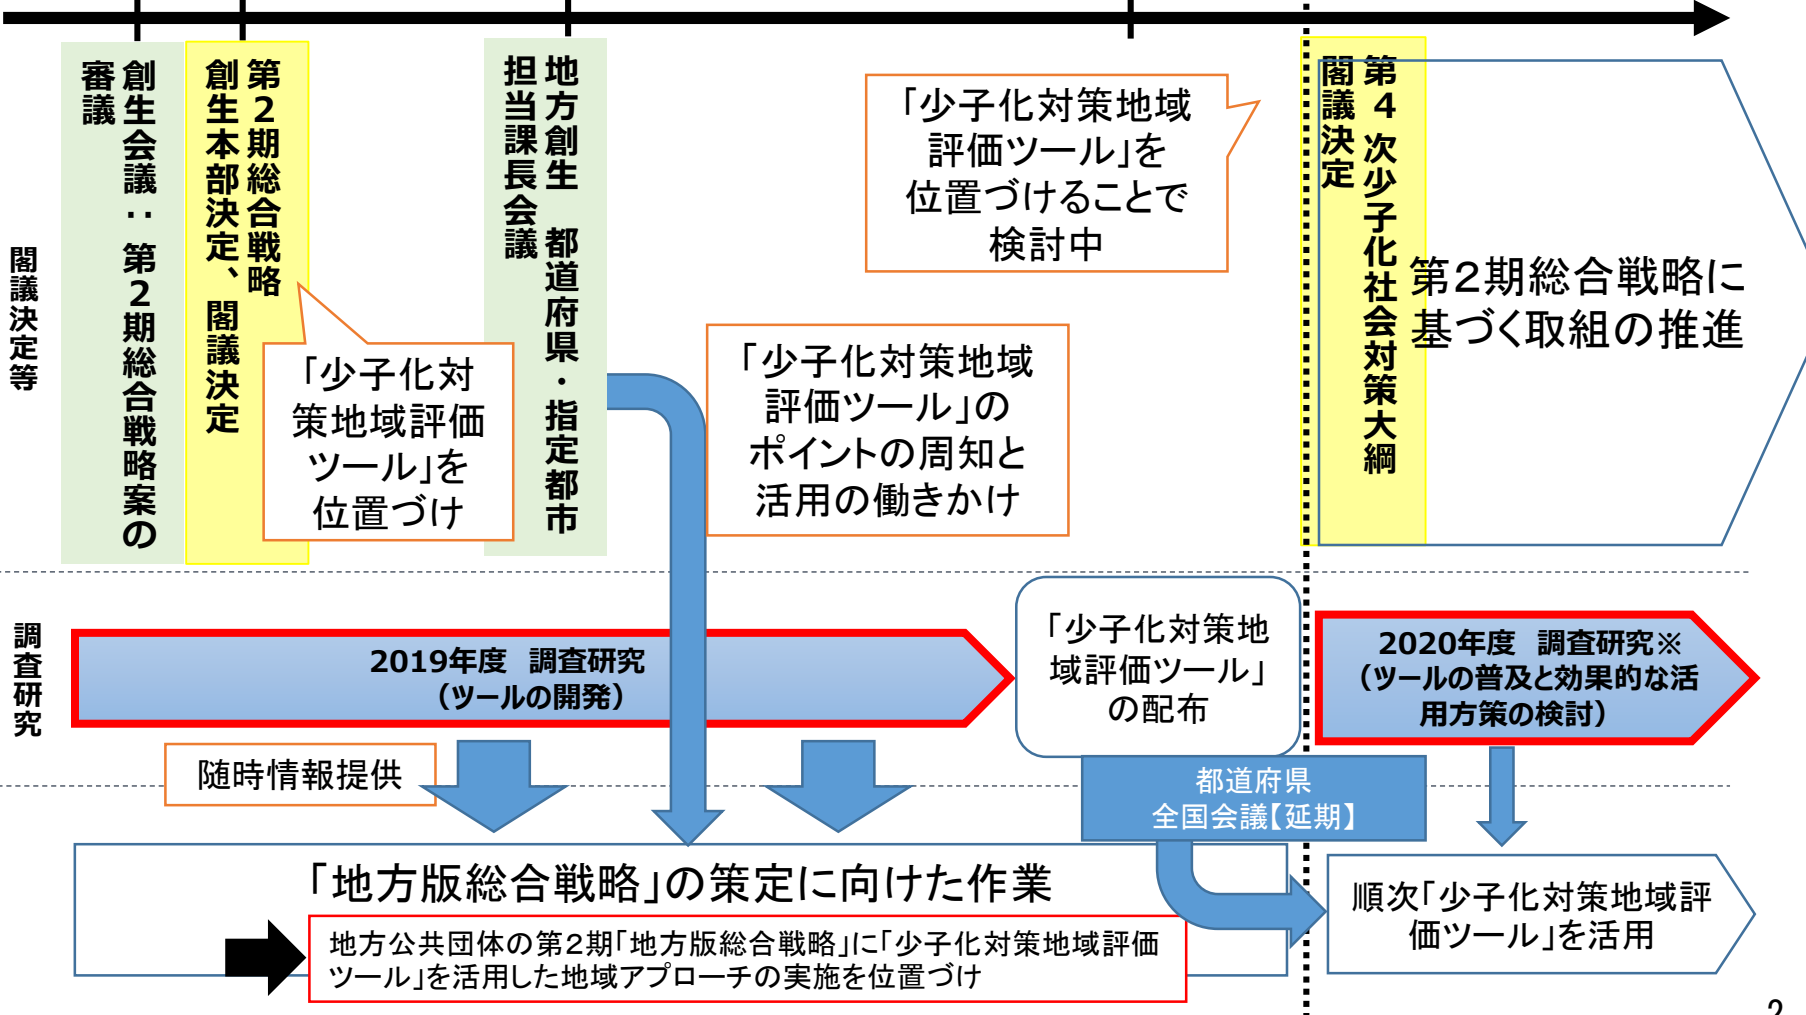 閣議決定等
創生会議：第２期総合戦略案の
審議
第２期総合戦略
創生本部決定、閣議決定
「少子化対
策地域評価
ツール」を
位置づけ
地方創生　都道府県・指定都市
担当課長会議
「少子化対策地域
評価ツール」の
ポイントの周知と
活用の働きかけ
「少子化対策地域
評価ツール」を
位置づけることで
検討中
第４次少子化社会対策大綱
閣議決定
第２期総合戦略に
基づく取組の推進
調査研究
2019年度　調査研究
（ツールの開発）
「少子化対策地
域評価ツール」
の配布
2020年度　調査研究※
（ツールの普及と効果的な活
用方策の検討）
随時情報提供
都道府県
全国会議【延期】
「地方版総合戦略」の策定に向けた作業
地方公共団体の第２期「地方版総合戦略」に「少子化対策地域評価
ツール」を活用した地域アプローチの実施を位置づけ
順次「少子化対策地域評
価ツール」を活用
2